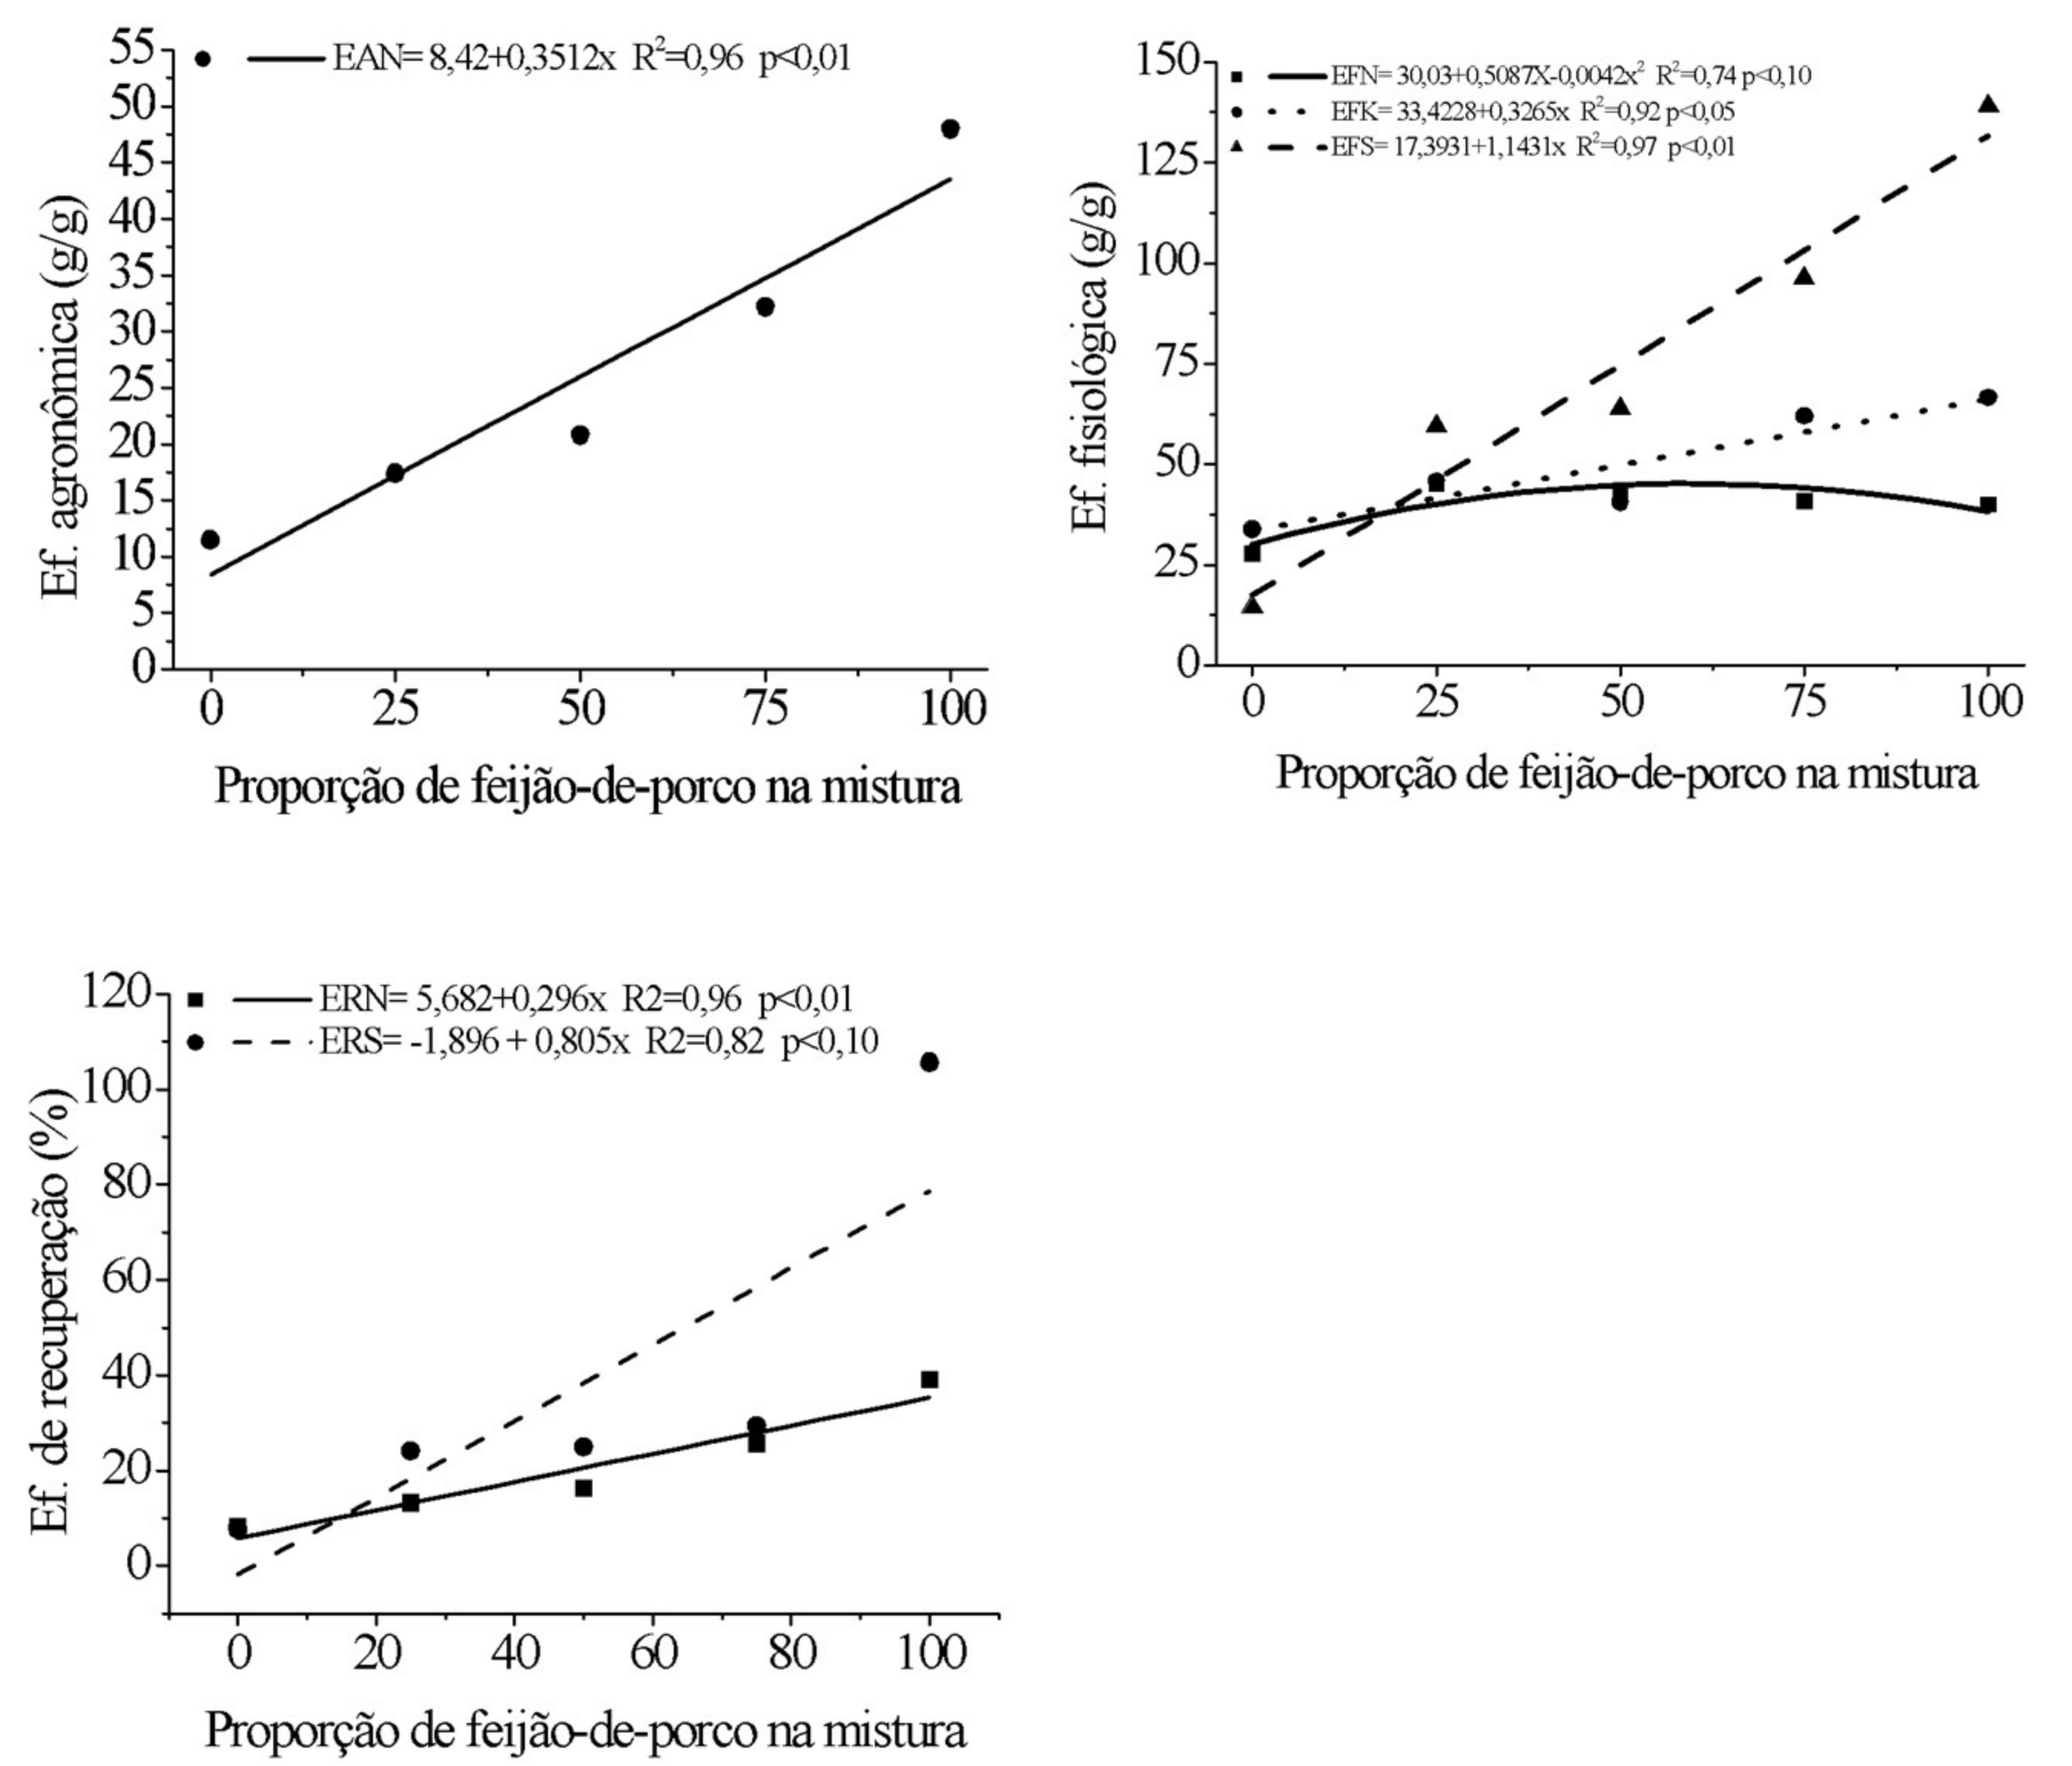 EAN= 8,42+0,3512x R²=0,96 p<0,01
55
50
45
40
35
30
25
20
15
10
5
0
Ef. agronômica (g/g)
0 25 50 75 100
Proporção de feijão-de-porco na mistura
EFN= 30,03+0,5087X-0,0042x² R²=0,74 p<0,10
EFK= 33,4228+0,3265x R²=0,92 p<0,05
EFS= 17,3931+1,1431x R²=0,97 p<0,01
150
125
100
75
50
25
0
Ef. fisiológica (g/g)
0 25 50 75 100
Proporção de feijão-de-porco na mistura
ERN= 5,682+0,296x R2=0,96 p<0,01
ERS= -1,896 + 0,805x R2=0,82 p<0,10
120
100
80
60
40
20
0
Ef. de recuperação (%)
0 20 40 60 80 100
Proporção de feijão-de-porco na mistura